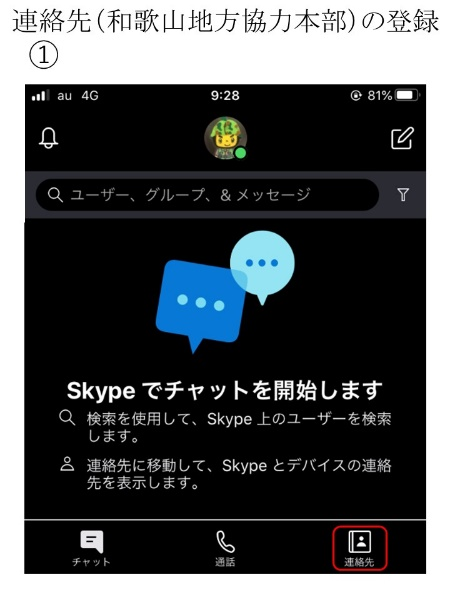 連絡先(和歌山地方協力本部)の登録
①
au 4G 9:28 81%
ユーザー、グループ、& メッセージ
Skype でチャットを開始します
検索を使用して、Skype 上のユーザーを検索
します。
連絡先に移動して、Skype とデバイスの連絡
先を表示します。
チャット 通話 連絡先